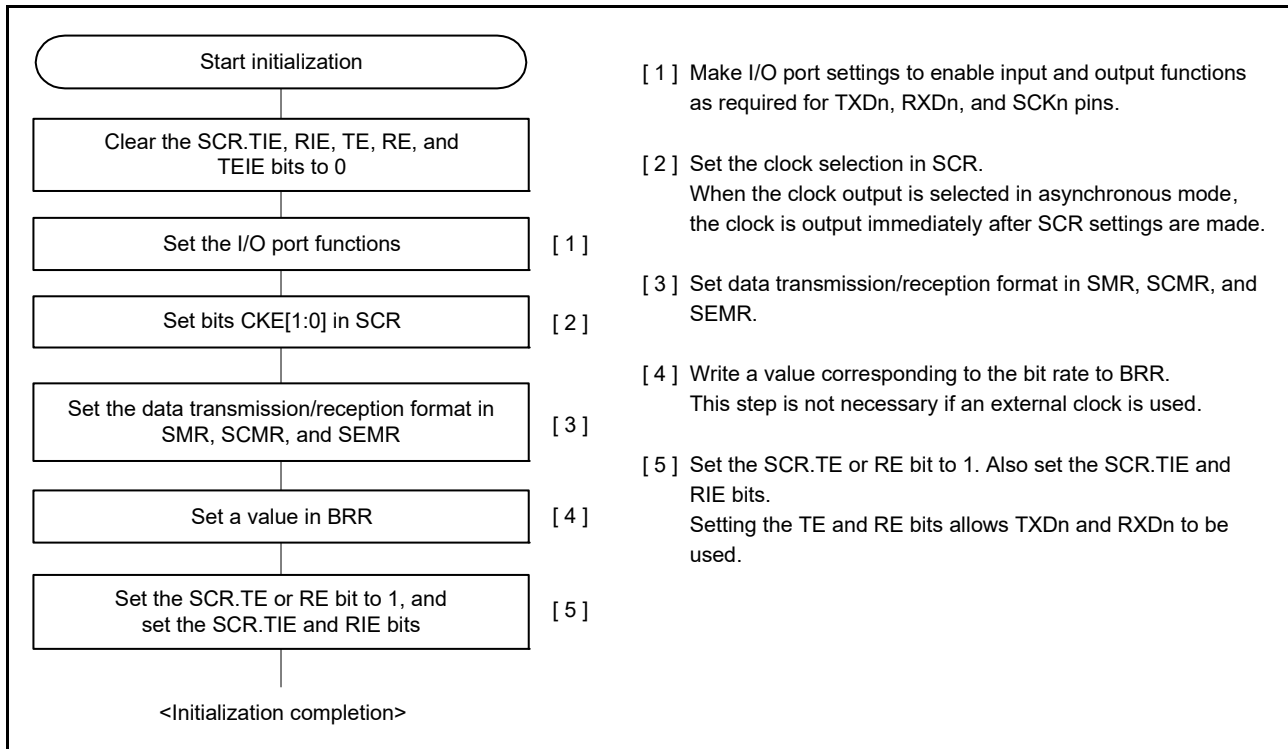 Start initialization
Clear the SCR.TIE, RIE, TE, RE, and
TEIE bits to 0
Set the I/O port functions
[ 1 ]
Set bits CKE[1:0] in SCR
[ 2 ]
Set the data transmission/reception format in
SMR, SCMR, and SEMR
[ 3 ]
Set a value in BRR
[ 4 ]
Set the SCR.TE or RE bit to 1, and
set the SCR.TIE and RIE bits
[ 5 ]
<Initialization completion>
[ 1 ] Make I/O port settings to enable input and output functions
as required for TXDn, RXDn, and SCKn pins.
[ 2 ] Set the clock selection in SCR.
When the clock output is selected in asynchronous mode,
the clock is output immediately after SCR settings are made.
[ 3 ] Set data transmission/reception format in SMR, SCMR, and
SEMR.
[ 4 ] Write a value corresponding to the bit rate to BRR.
This step is not necessary if an external clock is used.
[ 5 ] Set the SCR.TE or RE bit to 1. Also set the SCR.TIE and
RIE bits.
Setting the TE and RE bits allows TXDn and RXDn to be
used.